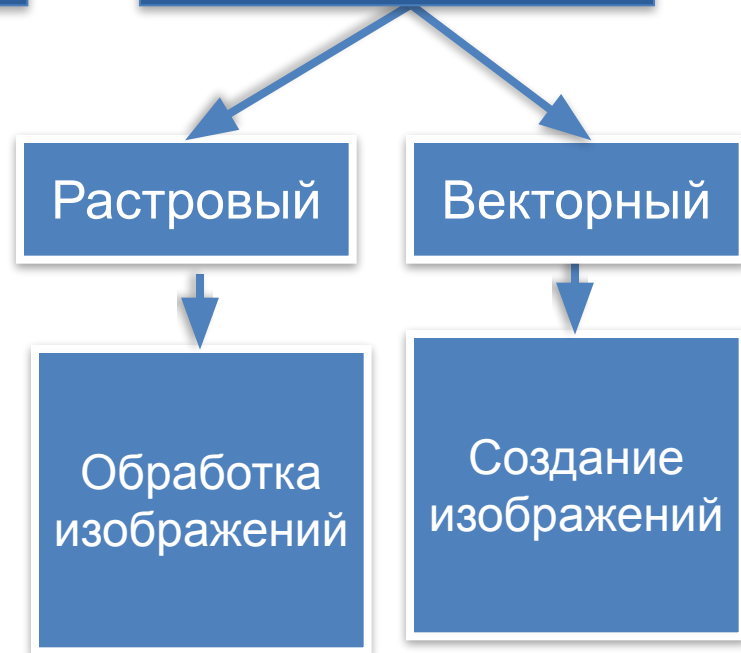 Растровый
Векторный
Обработка
изображений
Создание
изображений